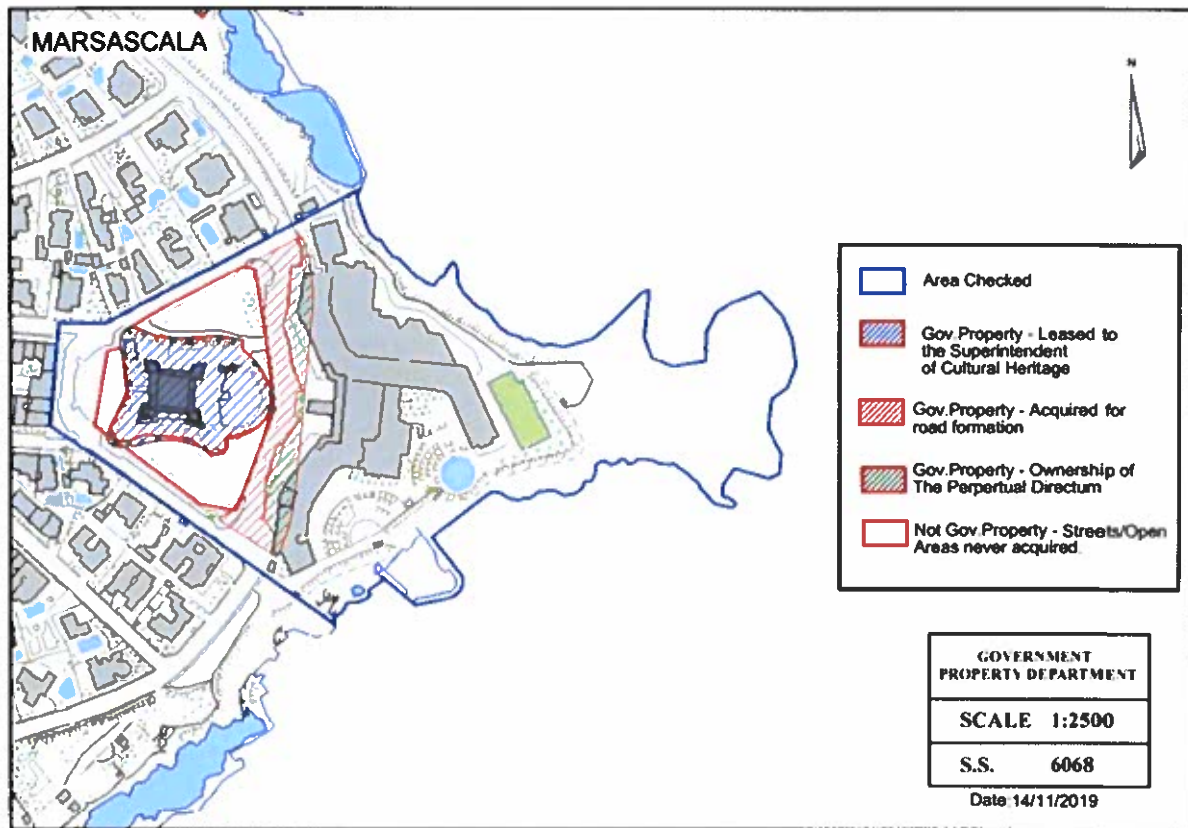 MARSASCALA
N
Area Checked
Gov.Property - Leased to
the Superintendent
of Cultural Heritage
Gov.Property - Acquired for
road formation
Gov.Property - Ownership of
The Perpertual Directum
Not Gov.Property - Streets/Open
Areas never acquired.
GOVERNMENT
PROPERTY DEPARTMENT
SCALE 1:2500
S.S. 6068
Date:14/11/2019